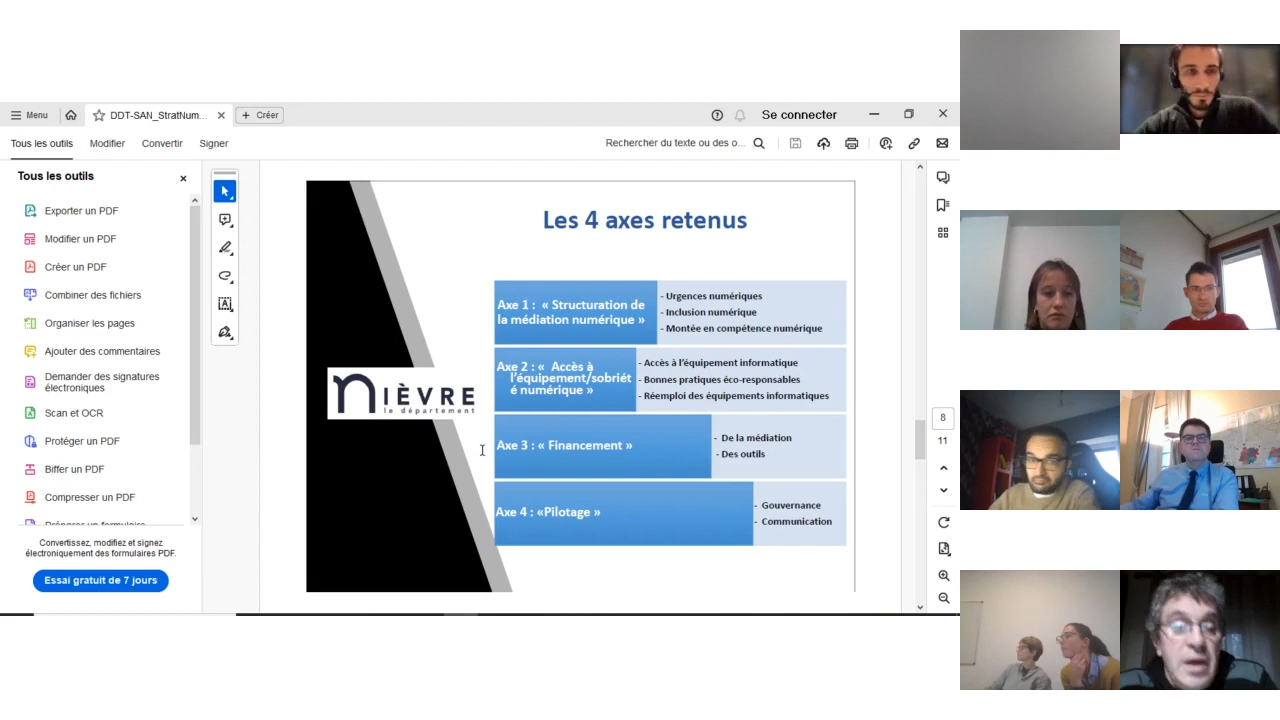 Menu
DDT-SAN_StratNum...
Créer
Se connecter
Tous les outils
Modifier
Convertir
Signer
Rechercher du texte ou des o...
Tous les outils
Exporter un PDF
Modifier un PDF
Créer un PDF
Combiner des fichiers
Organiser les pages
Ajouter des commentaires
Demander des signatures
électroniques
Scan et OCR
Protéger un PDF
Biffer un PDF
Compresser un PDF
Préparer un formulaire
Convertissez, modifiez et signez
électroniquement des formulaires PDF.
Essai gratuit de 7 jours
Les 4 axes retenus
Axe 1 : « Structuration de
la médiation numérique »
- Urgences numériques
- Inclusion numérique
- Montée en compétence numérique
Axe 2 : « Accès à
l'équipement/sobriét
é numérique »
- Accès à l'équipement informatique
- Bonnes pratiques éco-responsables
- Réemploi des équipements informatiques
Axe 3 : « Financement »
- De la médiation
- Des outils
Axe 4 : «Pilotage »
- Gouvernance
- Communication
nIÈVRE
le département
8
11